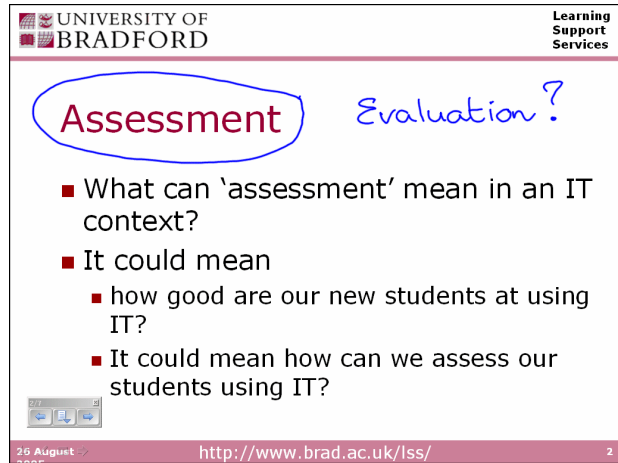 UNIVERSITY OF
BRADFORD
Learning
Support
Services
Assessment
Evaluation?
What can ‘assessment’ mean in an IT
context?
It could mean
how good are our new students at using
IT?
It could mean how can we assess our
students using IT?
26 August
http://www.brad.ac.uk/lss/
2